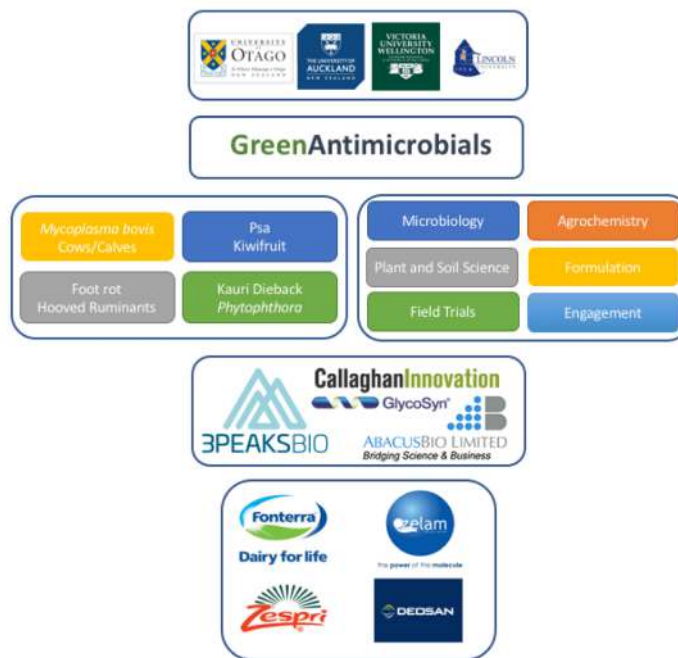 UNIVERSITY
of
OTAGO
NEW ZEALAND
THE UNIVERSITY OF
AUCKLAND
NEW ZEALAND
VICTORIA
UNIVERSITY
WELLINGTON
LINCOLN
UNIVERSITY
GreenAntimicrobials
Mycoplasma bovis
Cows/Calves
Psa
Kiwifruit
Foot rot
Hooved Ruminants
Kauri Dieback
Phytophthora
Microbiology
Agrochemistry
Plant and Soil Science
Formulation
Field Trials
Engagement
CallaghanInnovation
GlycoSyn
3PEAKSBIO
ABACUSBIO LIMITED
Bridging Science & Business
Fonterra
Dairy for life
zelam
the power of the molecule
Zespri
DEOSAN